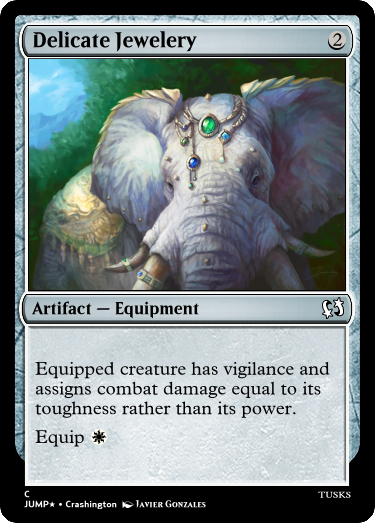 Delicate Jewelery 2
Artifact — Equipment
Equipped creature has vigilance and
assigns combat damage equal to its
toughness rather than its power.
Equip
C
JUMP★ • Crashington Javier Gonzales
TUSKS